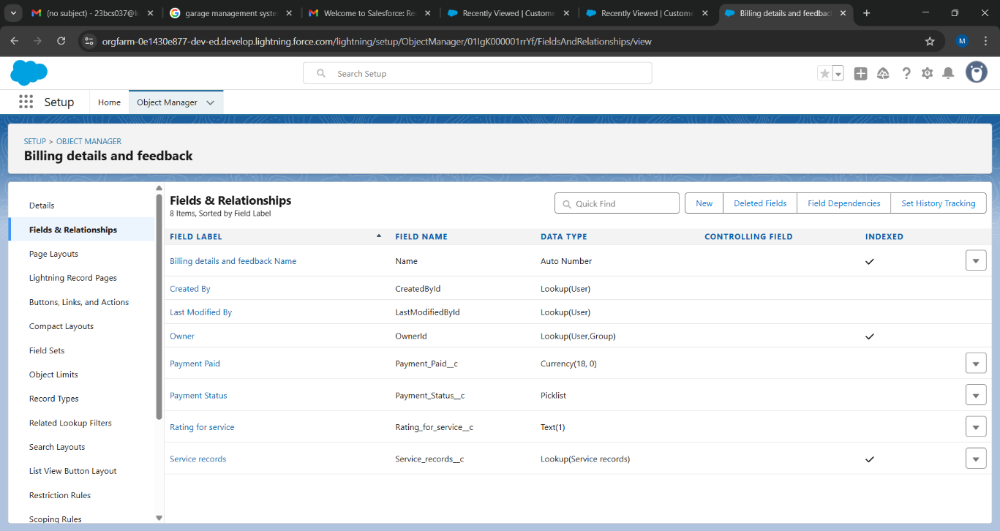 (no subject) - 23bcs037@k
garage management syste
Welcome to Salesforce: Re
Recently Viewed | Custome
Recently Viewed | Custome
Billing details and feedbac
orgfarm-0e1430e877-dev-ed.develop.lightning.force.com/lightning/setup/ObjectManager/01IgK000001rrYf/FieldsAndRelationships/view
M
Search Setup
Setup
Home
Object Manager
SETUP > OBJECT MANAGER
Billing details and feedback
Details
Fields & Relationships
Page Layouts
Lightning Record Pages
Buttons, Links, and Actions
Compact Layouts
Field Sets
Object Limits
Record Types
Related Lookup Filters
Search Layouts
List View Button Layout
Restriction Rules
Scoping Rules
Fields & Relationships
8 Items, Sorted by Field Label
Quick Find
New
Deleted Fields
Field Dependencies
Set History Tracking
FIELD LABEL FIELD NAME DATA TYPE CONTROLLING FIELD INDEXED
Billing details and feedback Name Name Auto Number
Created By CreatedById Lookup(User)
Last Modified By LastModifiedById Lookup(User)
Owner OwnerId Lookup(User,Group)
Payment Paid Payment_Paid__c Currency(18, 0)
Payment Status Payment_Status__c Picklist
Rating for service Rating_for_service__c Text(1)
Service records Service_records__c Lookup(Service records)